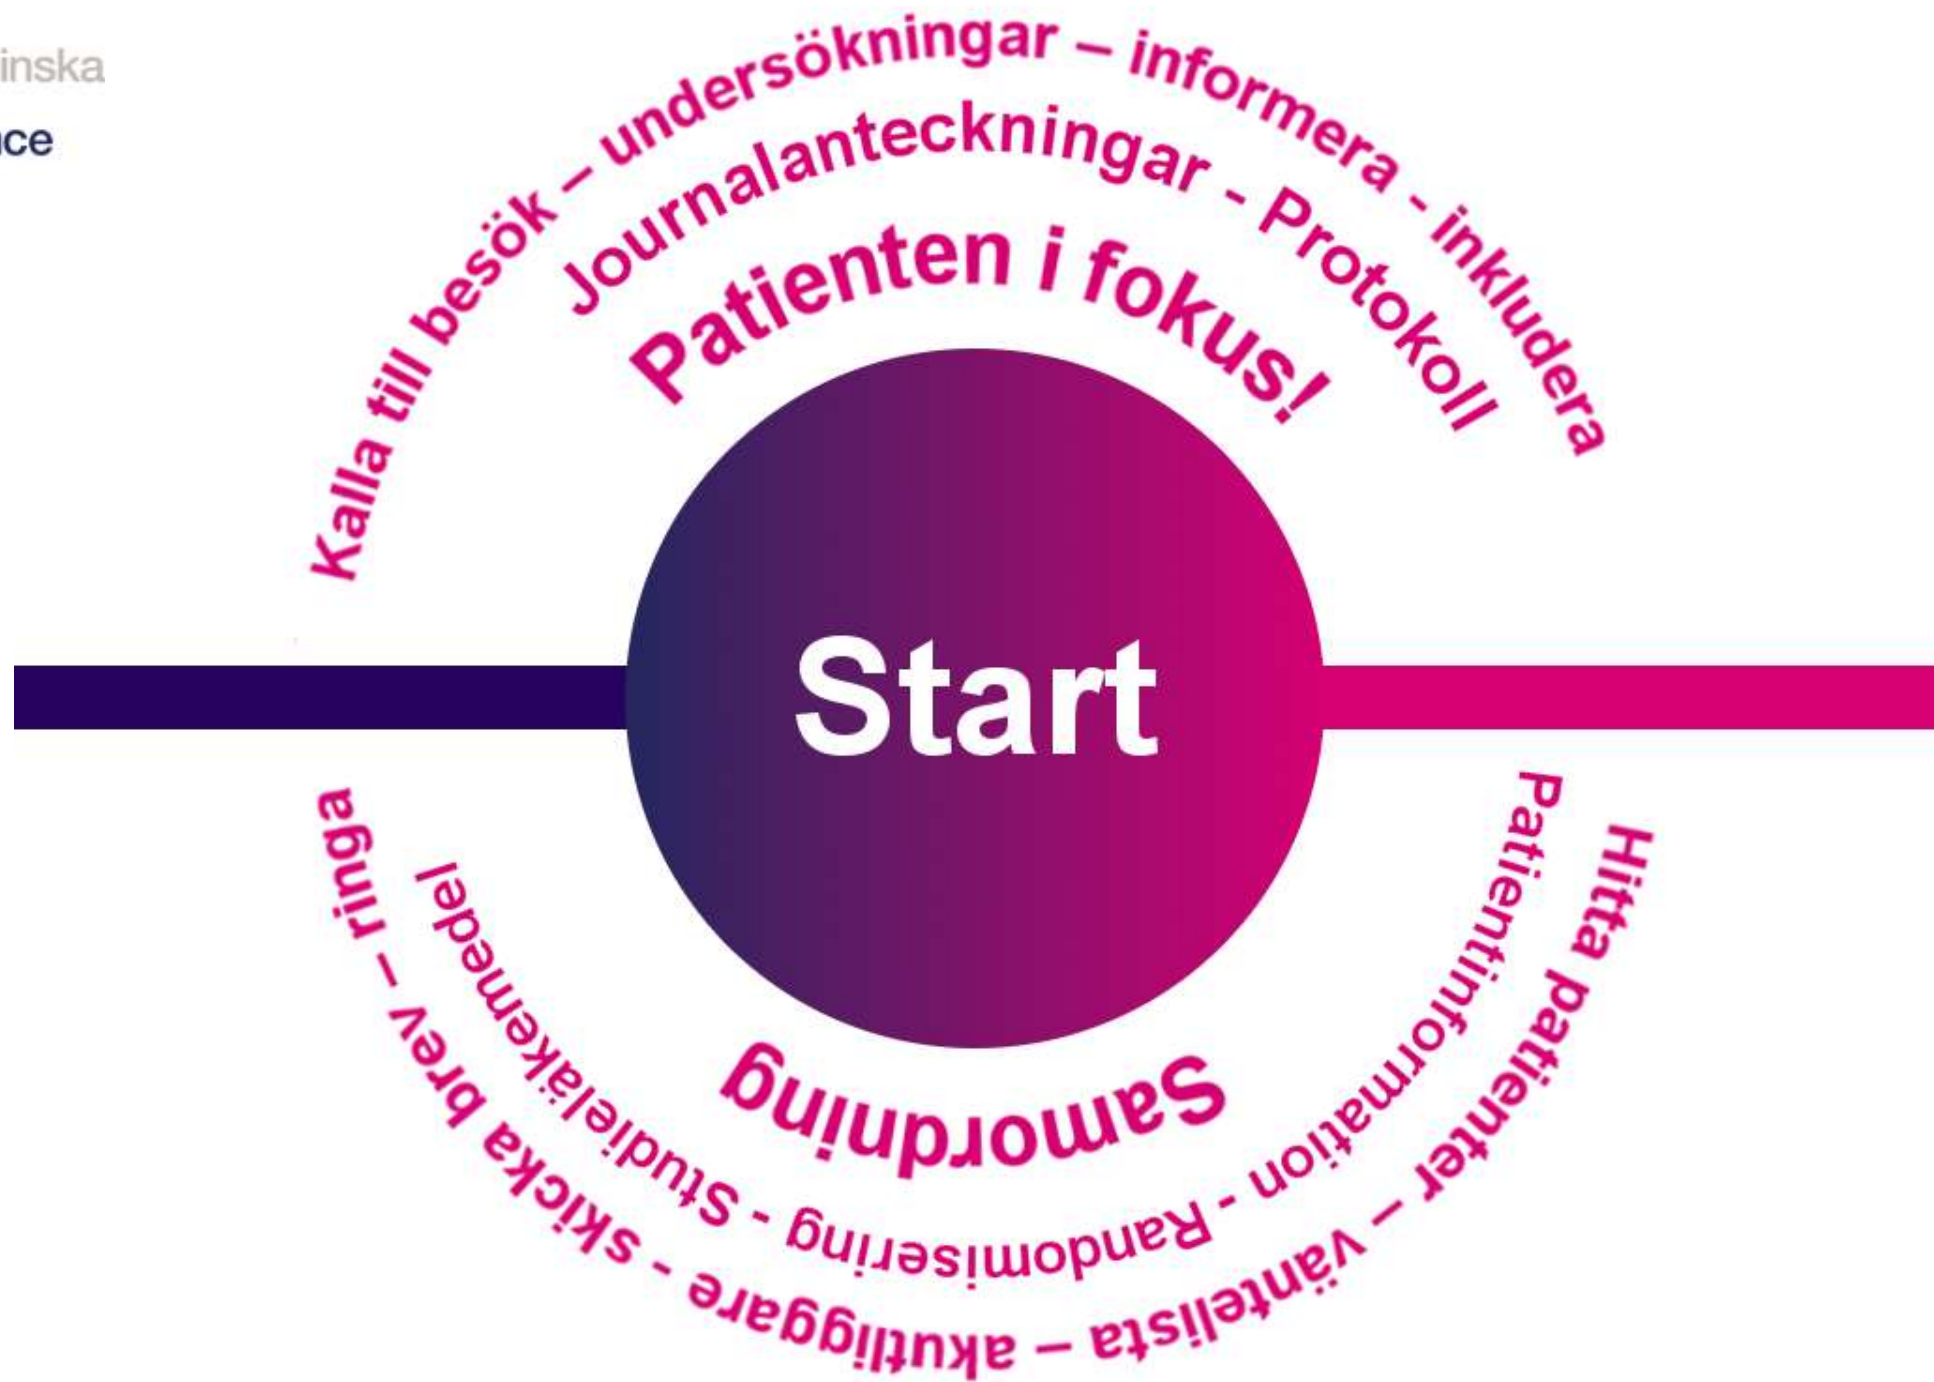 inska
ce
Kalla till besök – undersökningar – informera - inkludera
Journalanteckningar - Protokoll
Patienten i fokus!
Start
Samordning
Patientinformation - Randomisering - Studieläkemedel
Hitta patienter – väntelista – akutliggare - skicka brev – ringa